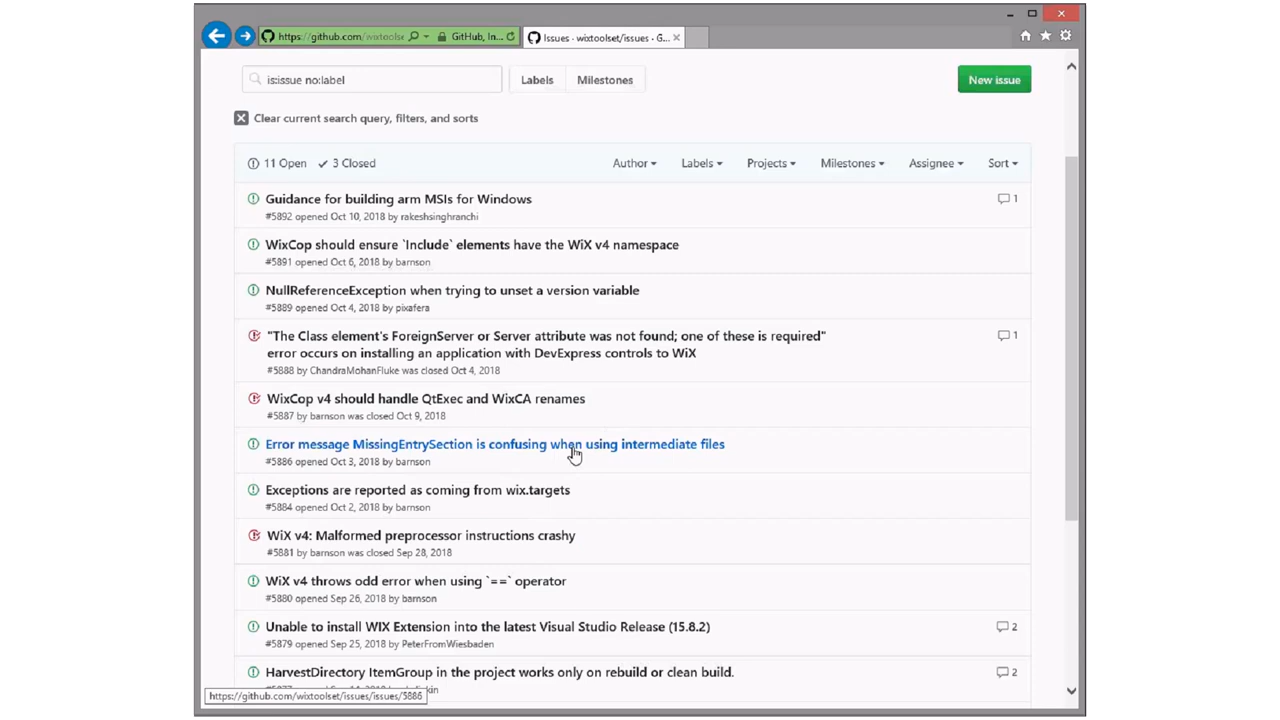 https://github.com/wixtoolse
GitHub, In...
Issues · wixtoolset/issues · G...
is:issue no:label
Labels
Milestones
New issue
Clear current search query, filters, and sorts
11 Open
3 Closed
Author
Labels
Projects
Milestones
Assignee
Sort
Guidance for building arm MSIs for Windows
1
#5892 opened Oct 10, 2018 by rakeshsinghranchi
WixCop should ensure `Include` elements have the WiX v4 namespace
#5891 opened Oct 6, 2018 by barnson
NullReferenceException when trying to unset a version variable
#5889 opened Oct 4, 2018 by pixafera
"The Class element's ForeignServer or Server attribute was not found; one of these is required"
1
error occurs on installing an application with DevExpress controls to WiX
#5888 by ChandraMohanFluke was closed Oct 4, 2018
WixCop v4 should handle QtExec and WixCA renames
#5887 by barnson was closed Oct 9, 2018
Error message MissingEntrySection is confusing when using intermediate files
#5886 opened Oct 3, 2018 by barnson
Exceptions are reported as coming from wix.targets
#5884 opened Oct 2, 2018 by barnson
WiX v4: Malformed preprocessor instructions crashy
#5881 by barnson was closed Sep 28, 2018
WiX v4 throws odd error when using `==` operator
#5880 opened Sep 26, 2018 by barnson
Unable to install WIX Extension into the latest Visual Studio Release (15.8.2)
2
#5879 opened Sep 25, 2018 by PeterFromWiesbaden
HarvestDirectory ItemGroup in the project works only on rebuild or clean build.
2
https://github.com/wixtoolset/issues/issues/5886